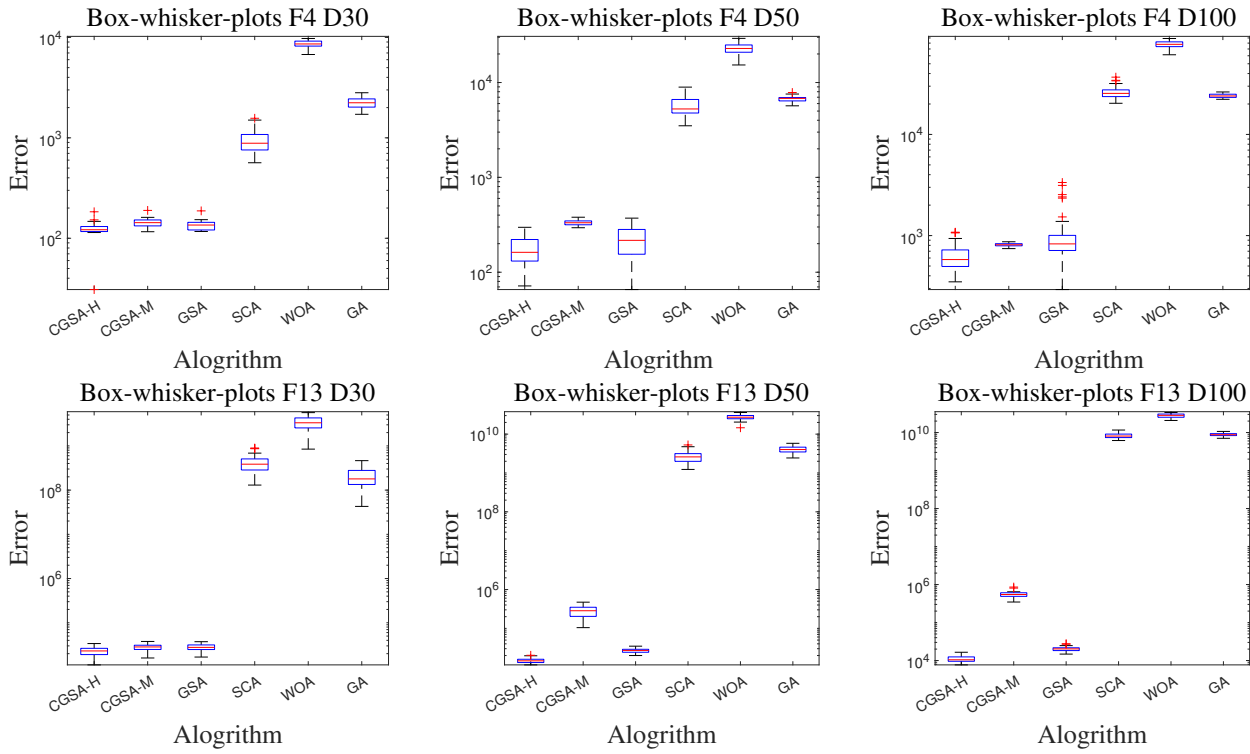 Box-whisker-plots F4 D30
Error
10^4
10^3
10^2
CGSA-H
CGSA-M
GSA
SCA
WOA
GA
Alogrithm
Box-whisker-plots F4 D50
Error
10^4
10^3
10^2
CGSA-H
CGSA-M
GSA
SCA
WOA
GA
Alogrithm
Box-whisker-plots F4 D100
Error
10^4
10^3
CGSA-H
CGSA-M
GSA
SCA
WOA
GA
Alogrithm
Box-whisker-plots F13 D30
Error
10^8
10^6
CGSA-H
CGSA-M
GSA
SCA
WOA
GA
Alogrithm
Box-whisker-plots F13 D50
Error
10^10
10^8
10^6
CGSA-H
CGSA-M
GSA
SCA
WOA
GA
Alogrithm
Box-whisker-plots F13 D100
Error
10^10
10^8
10^6
10^4
CGSA-H
CGSA-M
GSA
SCA
WOA
GA
Alogrithm